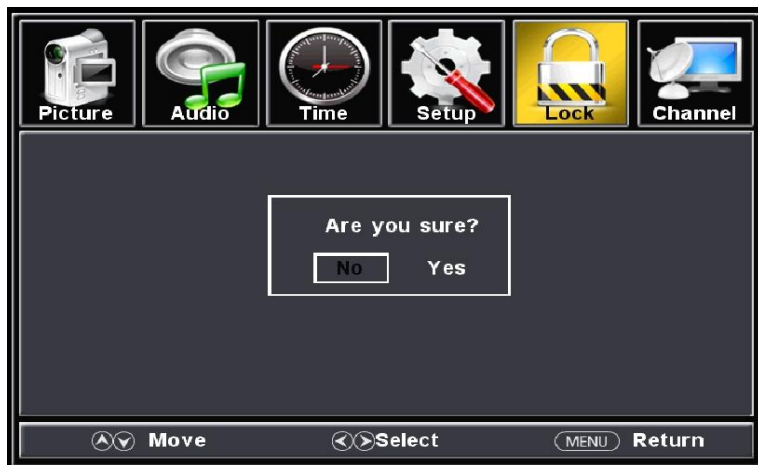 Picture Audio Time Setup Lock Channel
Are you sure?
No Yes
Move Select MENU Return